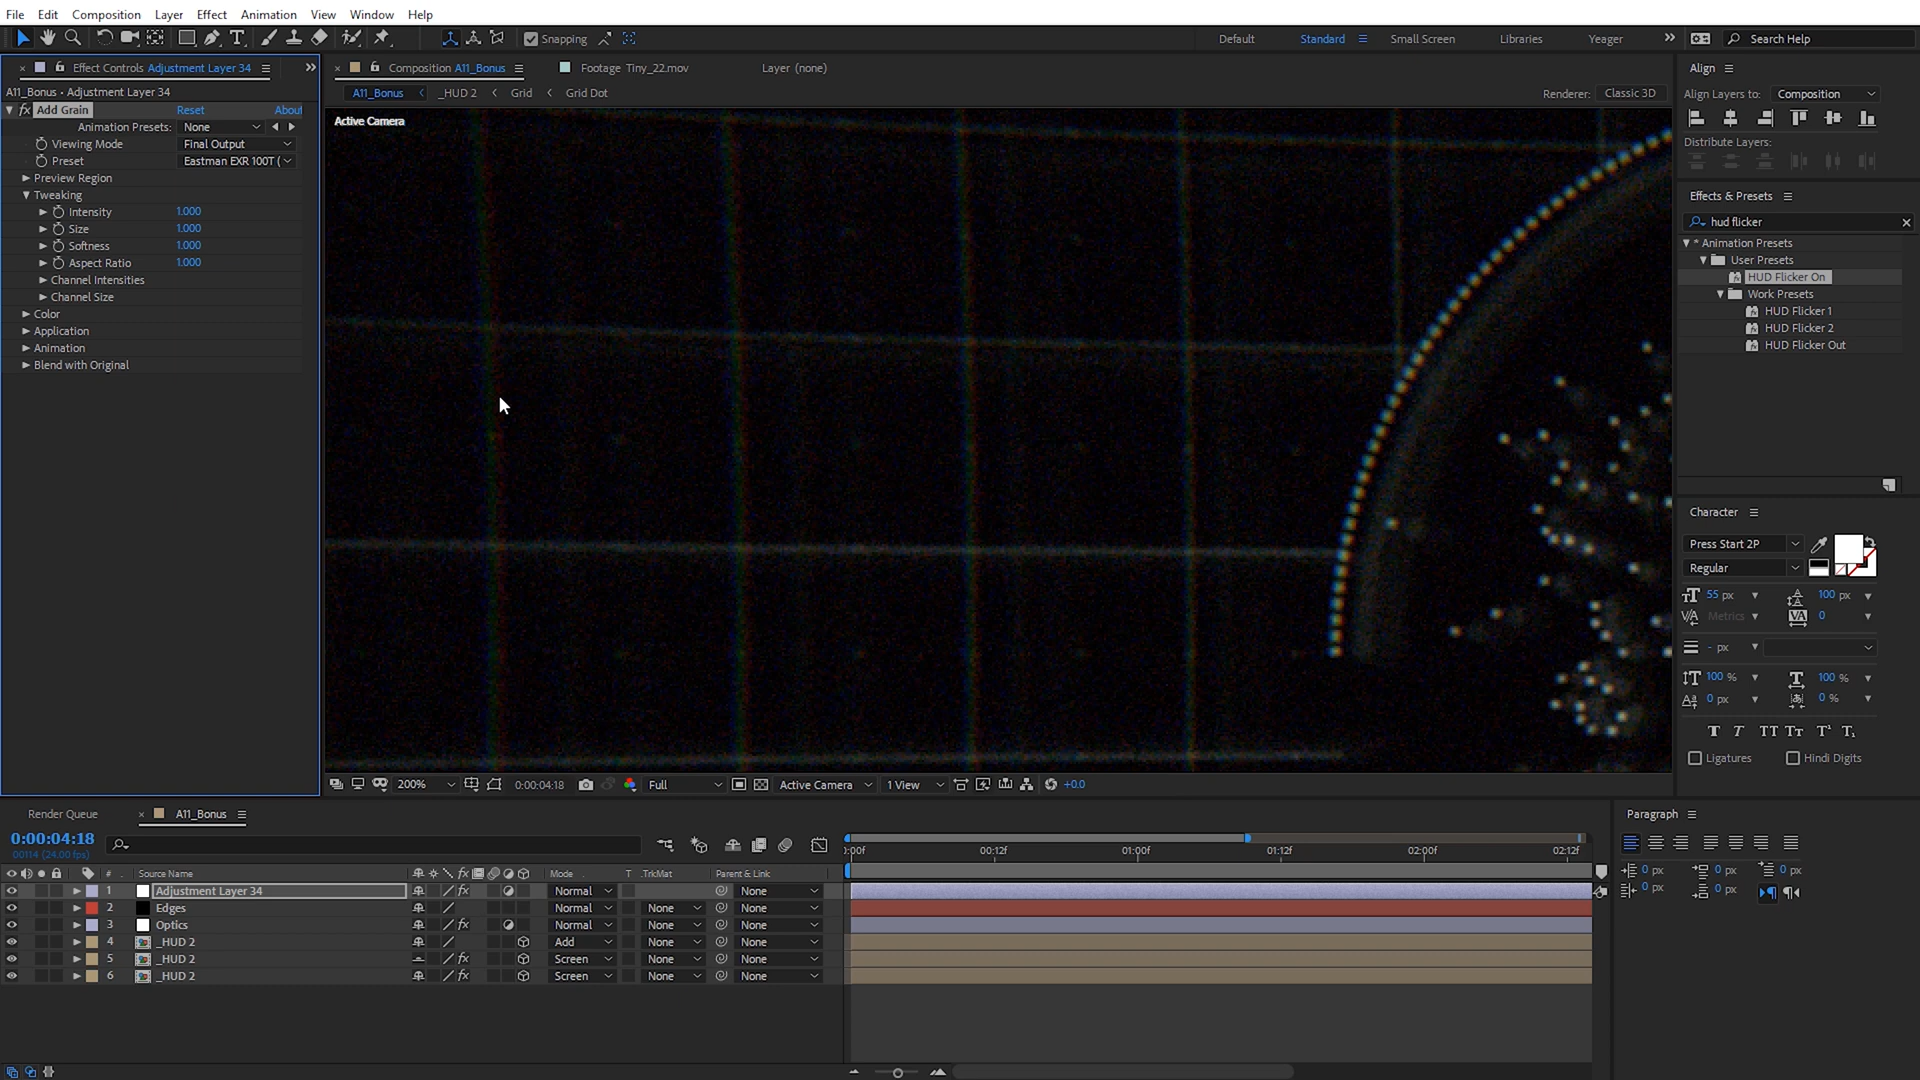 File Edit Composition Layer Effect Animation View Window Help
Snapping Default Standard Small Screen Libraries Yeager Search Help
Effect Controls Adjustment Layer 34
Composition A11_Bonus Footage Tiny_22.mov Layer (none)
A11_Bonus • Adjustment Layer 34
A11_Bonus _HUD 2 Grid Grid Dot Renderer: Classic 3D
fx Add Grain Reset About
Animation Presets: None
Viewing Mode Final Output
Preset Eastman EXR 100T (
Preview Region
Tweaking
Intensity 1.000
Size 1.000
Softness 1.000
Aspect Ratio 1.000
Channel Intensities
Channel Size
Color
Application
Animation
Blend with Original
Active Camera
200% 0:00:04:18 Full Active Camera 1 View +0.0
Align
Align Layers to: Composition
Distribute Layers:
Effects & Presets
hud flicker
* Animation Presets
User Presets
HUD Flicker On
Work Presets
HUD Flicker 1
HUD Flicker 2
HUD Flicker Out
Character
Press Start 2P
Regular
55 px 100 px
Metrics 0
- px
100 % 100 %
0 px 0 %
Ligatures Hindi Digits
Render Queue A11_Bonus
0:00:04:18
00114 (24.00 fps)
# Source Name Mode T .TrkMat Parent & Link
1 Adjustment Layer 34 Normal None
2 Edges Normal None None
3 Optics Normal None None
4 _HUD 2 Add None None
5 _HUD 2 Screen None None
6 _HUD 2 Screen None None
):00f 00:12f 01:00f 01:12f 02:00f 02:12f
Paragraph
0 px 0 px 0 px
0 px 0 px